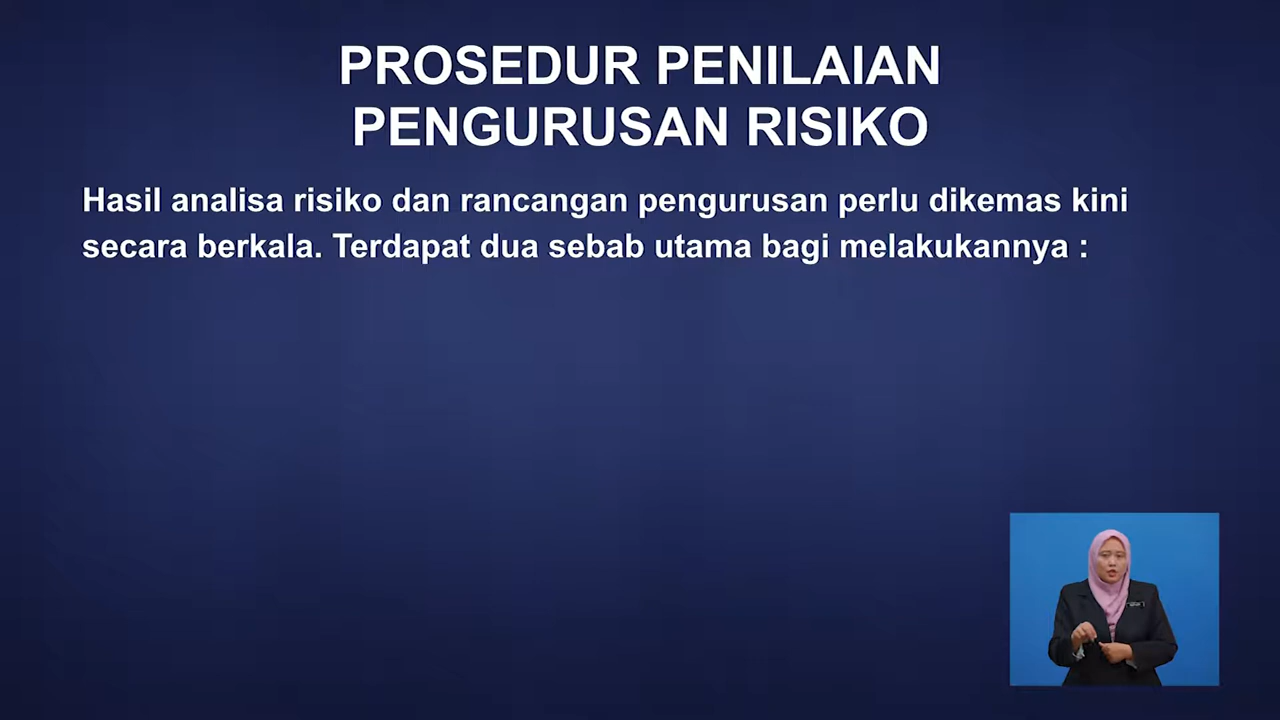 PROSEDUR PENILAIAN
PENGURUSAN RISIKO
Hasil analisa risiko dan rancangan pengurusan perlu dikemas kini
secara berkala. Terdapat dua sebab utama bagi melakukannya :